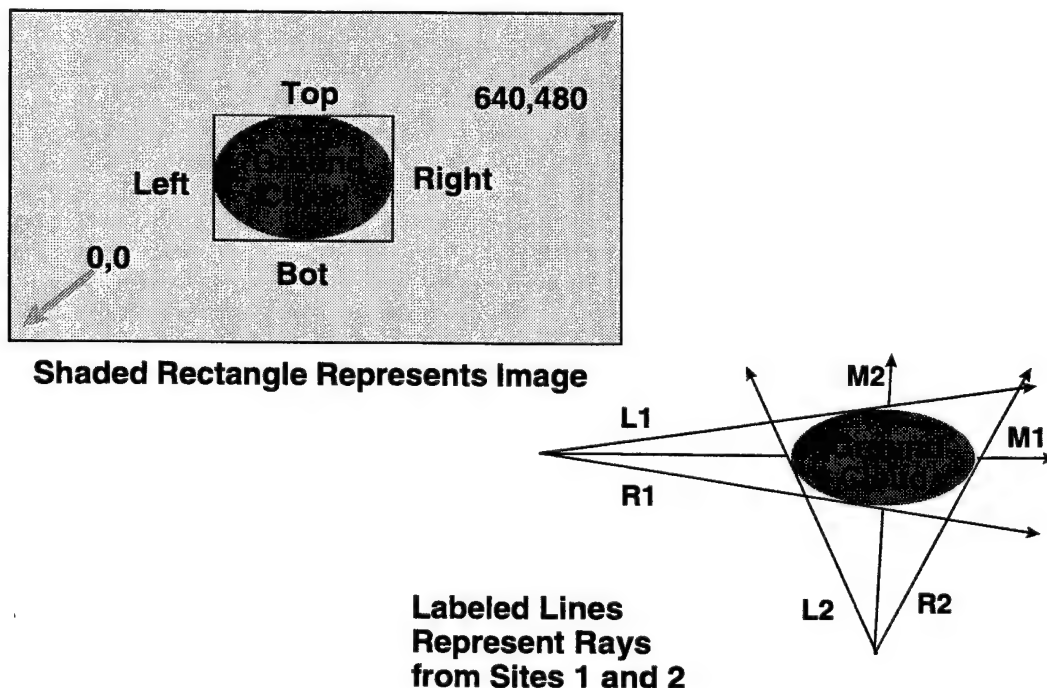 640,480
Top
Left
Right
0,0
Bot
Shaded Rectangle Represents Image
M2
L1
M1
R1
L2
R2
Labeled Lines
Represent Rays
from Sites 1 and 2